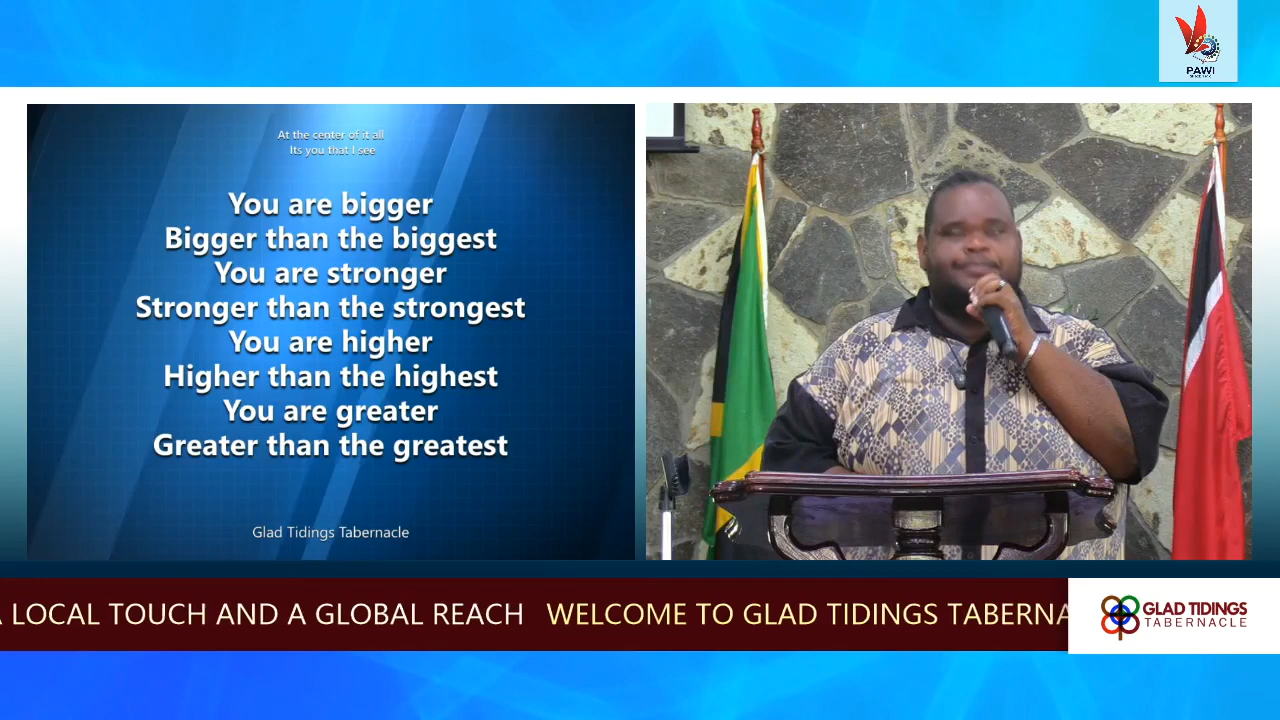 PAWI
At the center of it all
Its you that I see
You are bigger
Bigger than the biggest
You are stronger
Stronger than the strongest
You are higher
Higher than the highest
You are greater
Greater than the greatest
Glad Tidings Tabernacle
LOCAL TOUCH AND A GLOBAL REACH WELCOME TO GLAD TIDINGS TABERNA
GLAD TIDINGS
TABERNACLE